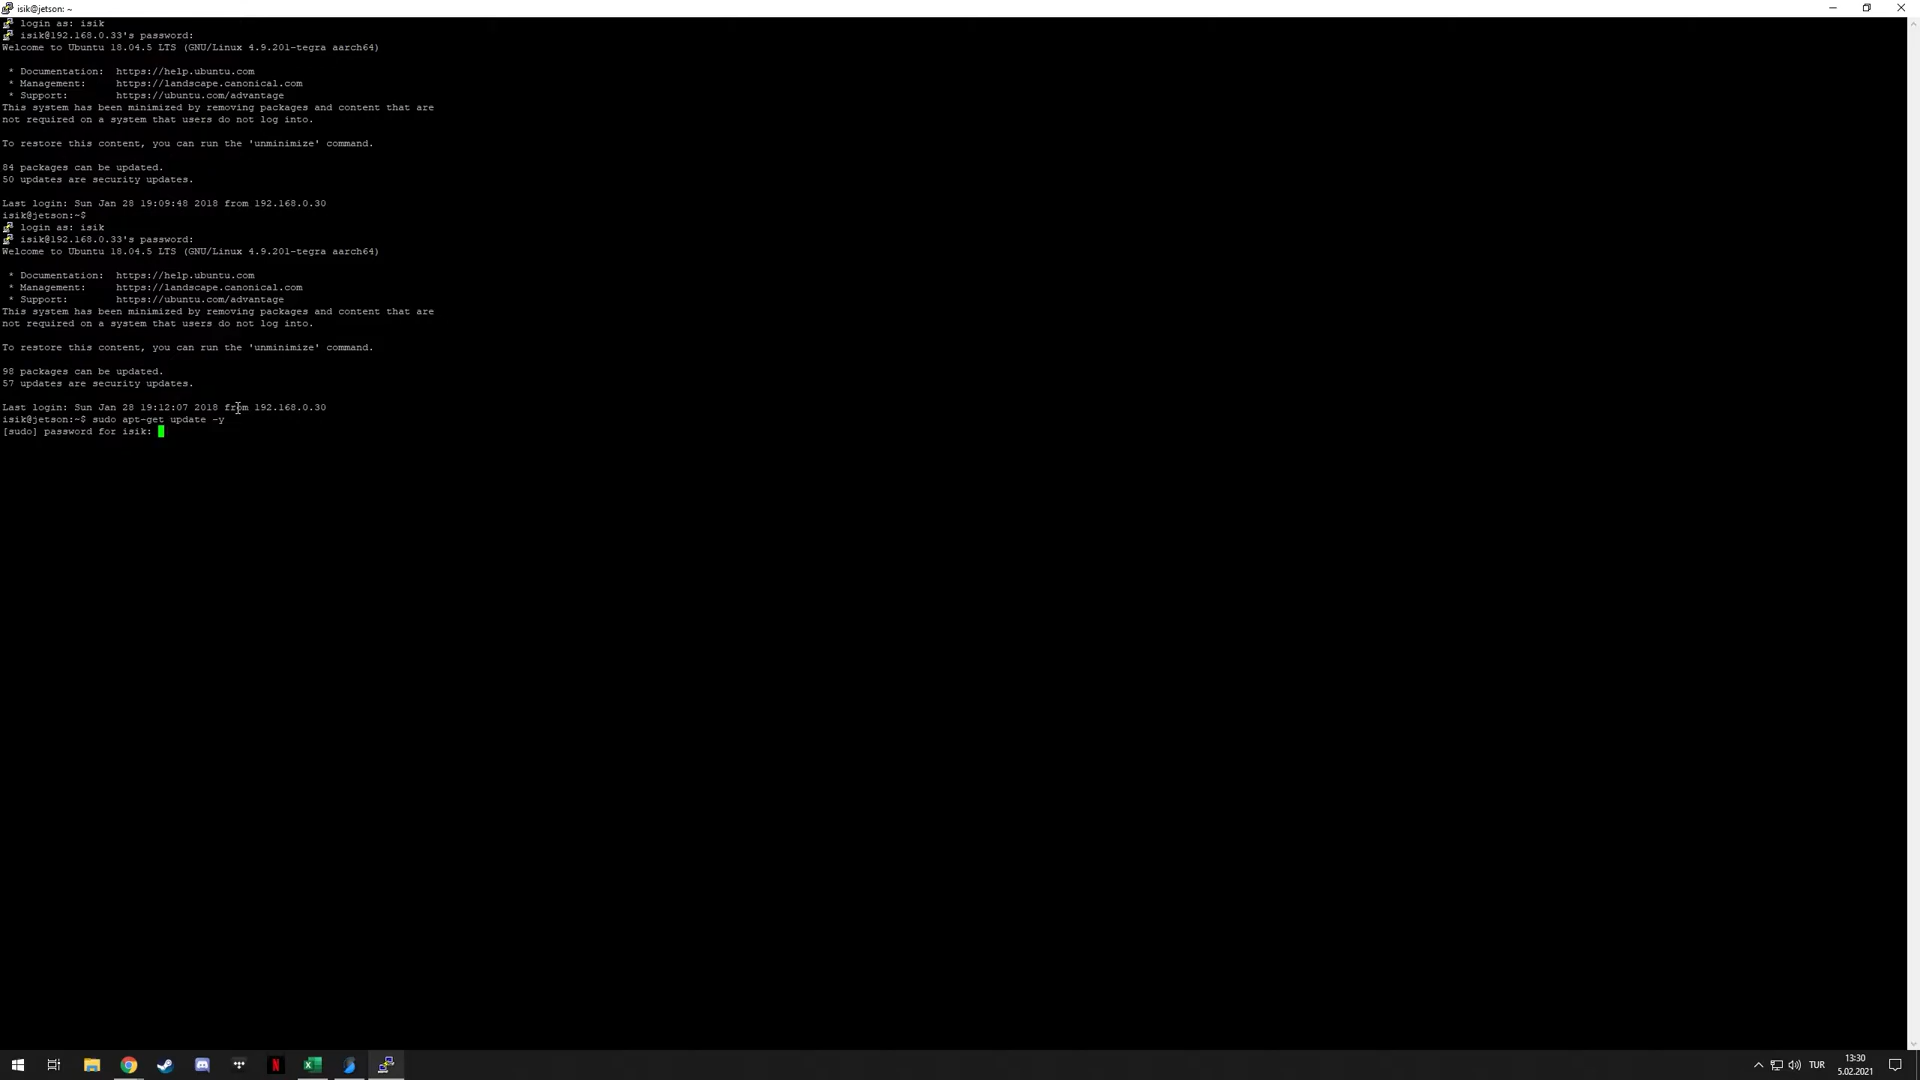 isik@jetson: ~
login as: isik
isik@192.168.0.33's password:
Welcome to Ubuntu 18.04.5 LTS (GNU/Linux 4.9.201-tegra aarch64)
* Documentation:  https://help.ubuntu.com
* Management:     https://landscape.canonical.com
* Support:        https://ubuntu.com/advantage
This system has been minimized by removing packages and content that are
not required on a system that users do not log into.
To restore this content, you can run the 'unminimize' command.
84 packages can be updated.
50 updates are security updates.
Last login: Sun Jan 28 19:09:48 2018 from 192.168.0.30
isik@jetson:~$
login as: isik
isik@192.168.0.33's password:
Welcome to Ubuntu 18.04.5 LTS (GNU/Linux 4.9.201-tegra aarch64)
* Documentation:  https://help.ubuntu.com
* Management:     https://landscape.canonical.com
* Support:        https://ubuntu.com/advantage
This system has been minimized by removing packages and content that are
not required on a system that users do not log into.
To restore this content, you can run the 'unminimize' command.
98 packages can be updated.
57 updates are security updates.
Last login: Sun Jan 28 19:12:07 2018 from 192.168.0.30
isik@jetson:~$ sudo apt-get update -y
[sudo] password for isik:
TUR
13:30
5.02.2021